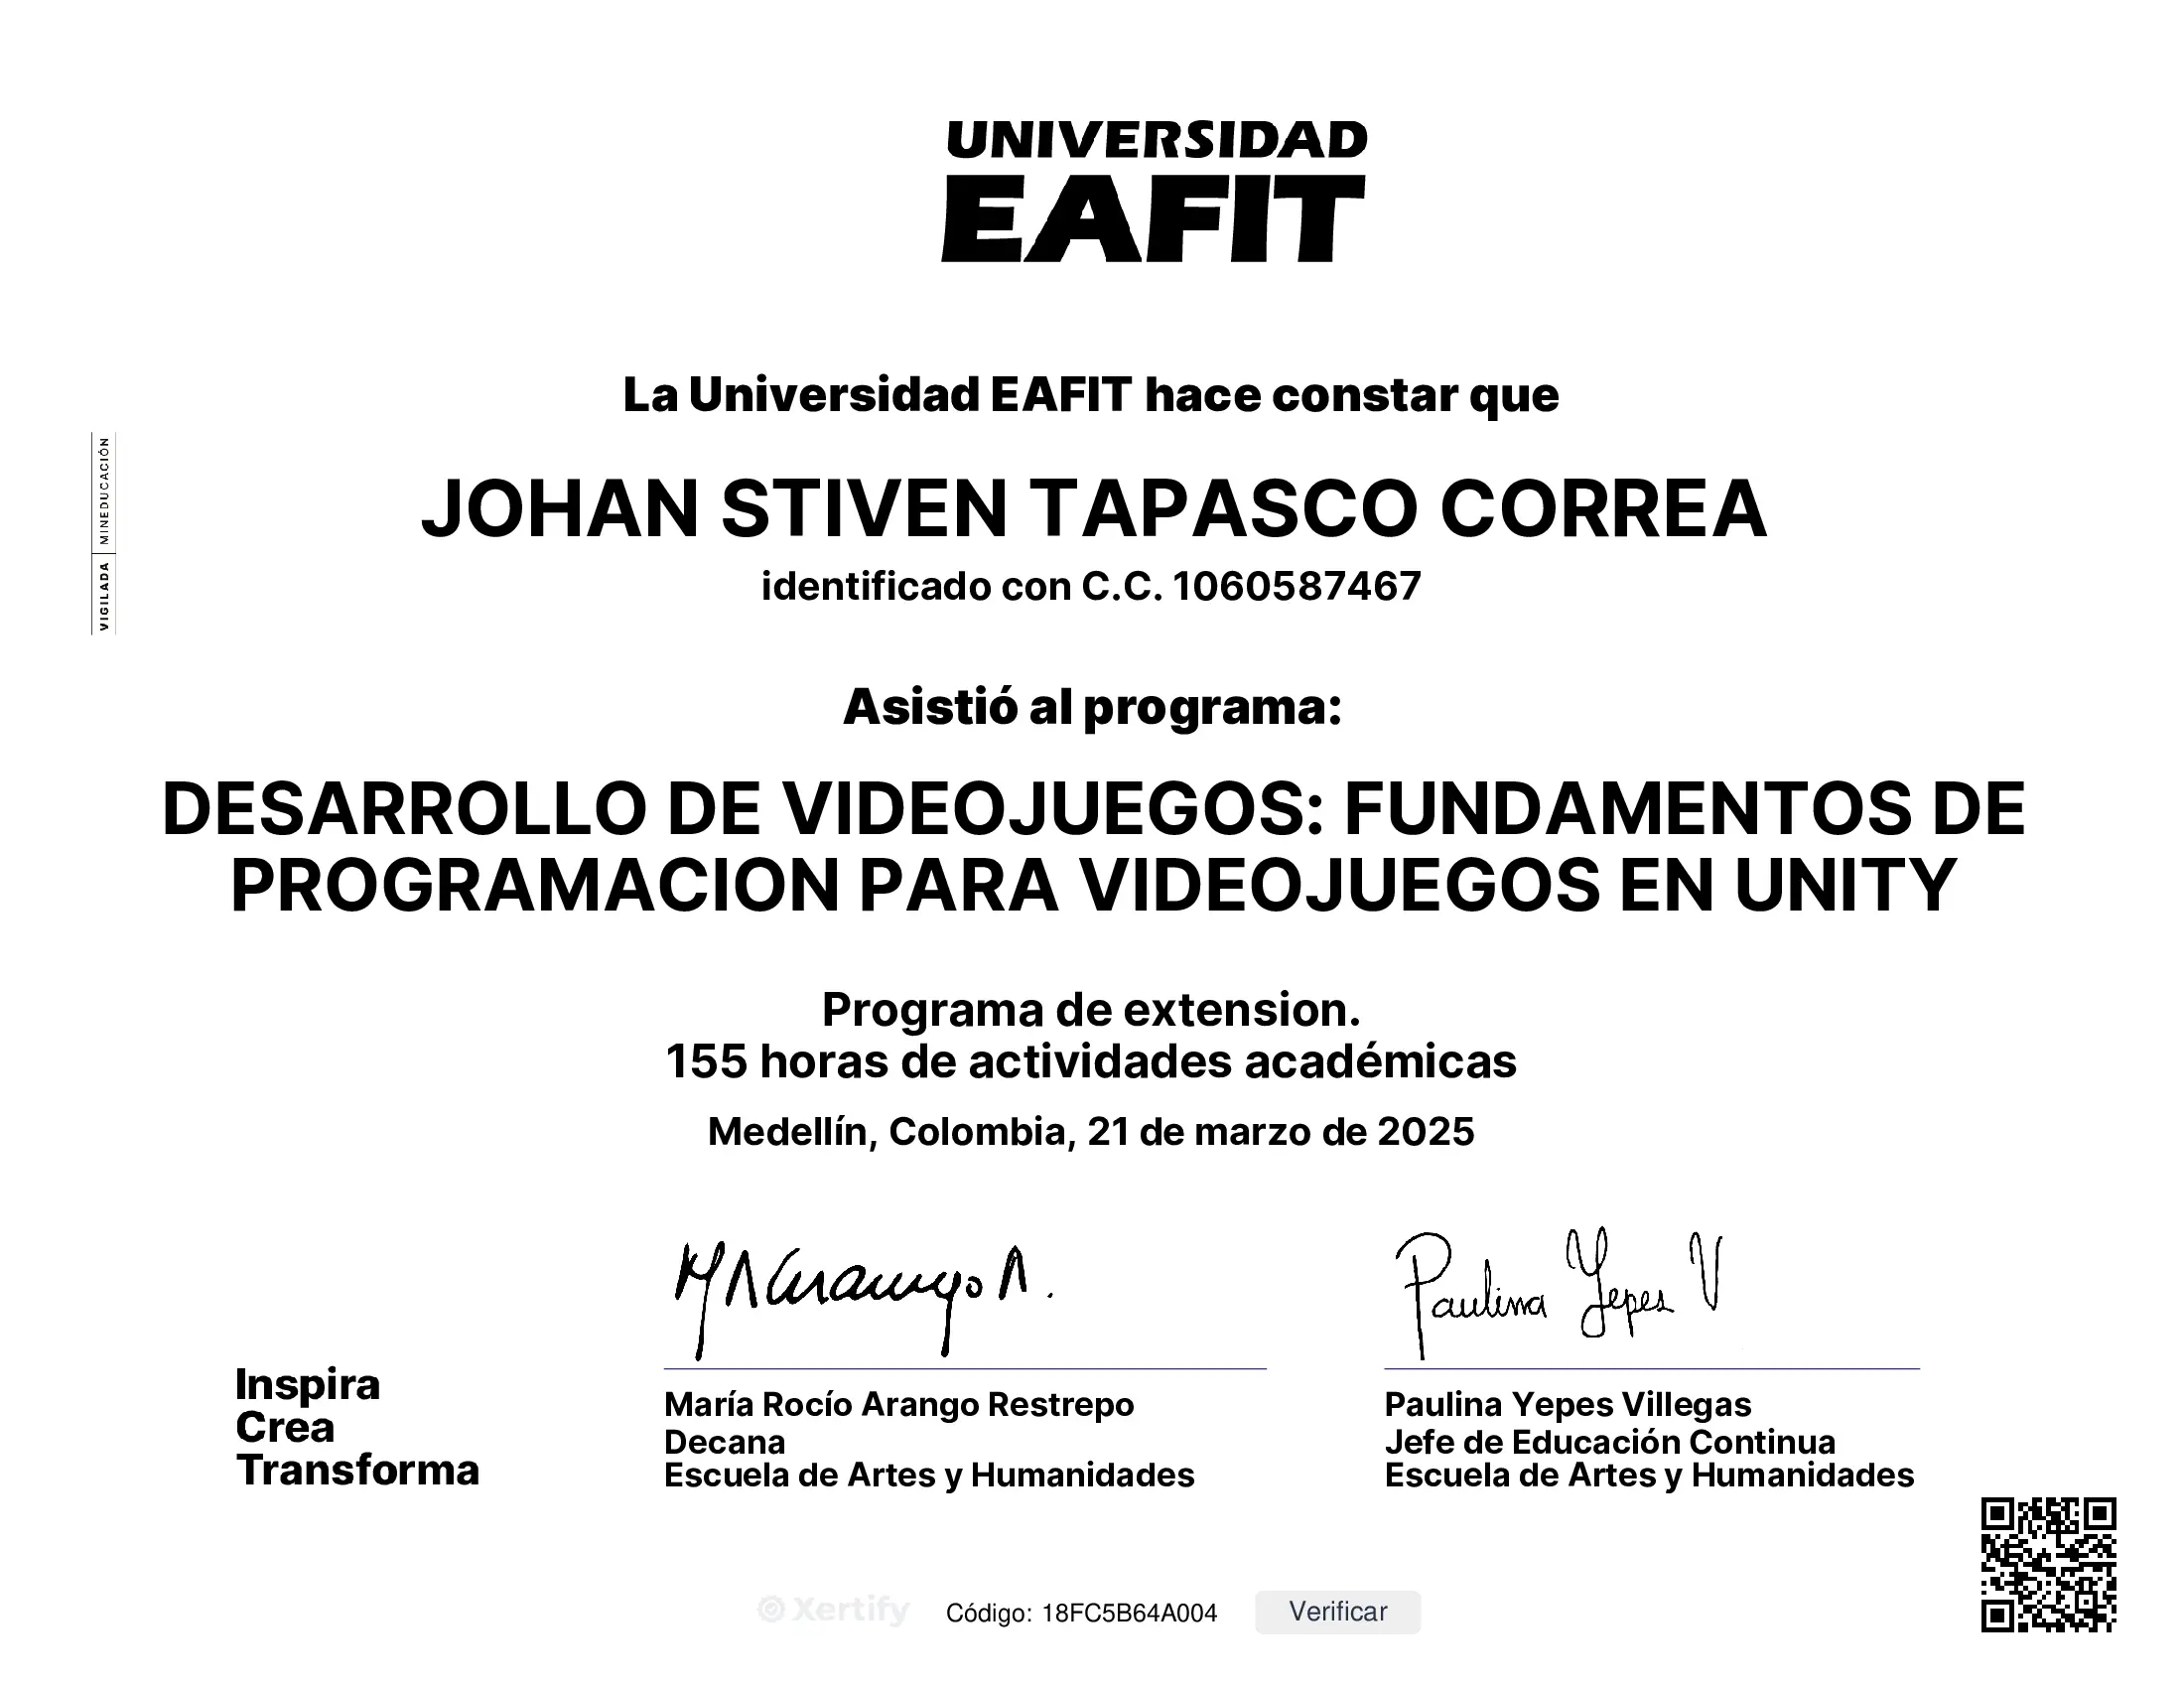 UNIVERSIDAD
EAFIT
La Universidad EAFIT hace constar que
VIGILADA MINEDUCACIÓN
JOHAN STIVEN TAPASCO CORREA
identificado con C.C. 1060587467
Asistió al programa:
DESARROLLO DE VIDEOJUEGOS: FUNDAMENTOS DE
PROGRAMACION PARA VIDEOJUEGOS EN UNITY
Programa de extension.
155 horas de actividades académicas
Medellín, Colombia, 21 de marzo de 2025
Paulina Yepes V
Inspira
Crea
Transforma
María Rocío Arango Restrepo
Decana
Escuela de Artes y Humanidades
Paulina Yepes Villegas
Jefe de Educación Continua
Escuela de Artes y Humanidades
Xertify
Código: 18FC5B64A004
Verificar